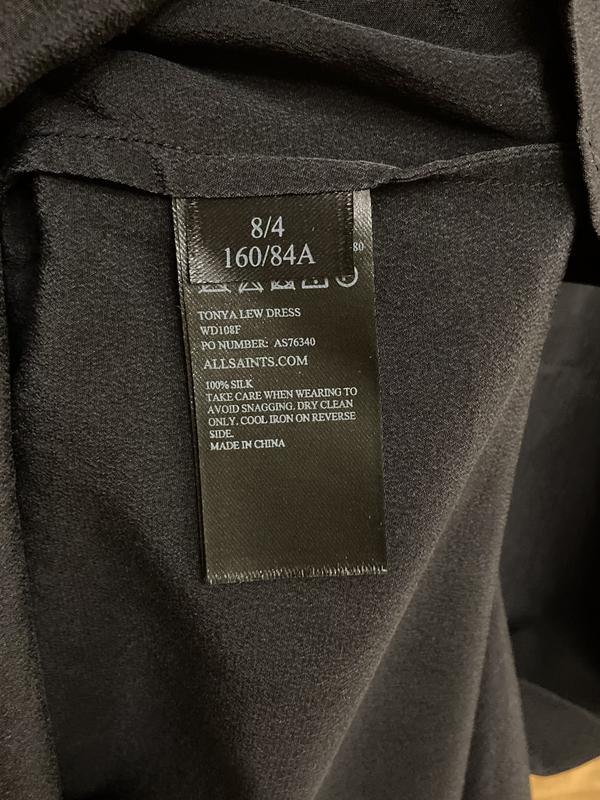 8/4
160/84A
80
TONYA LEW DRESS
WD108F
PO NUMBER: AS76340
ALLSAINTS.COM
100% SILK
TAKE CARE WHEN WEARING TO
AVOID SNAGGING. DRY CLEAN
ONLY. COOL IRON ON REVERSE
SIDE.
MADE IN CHINA